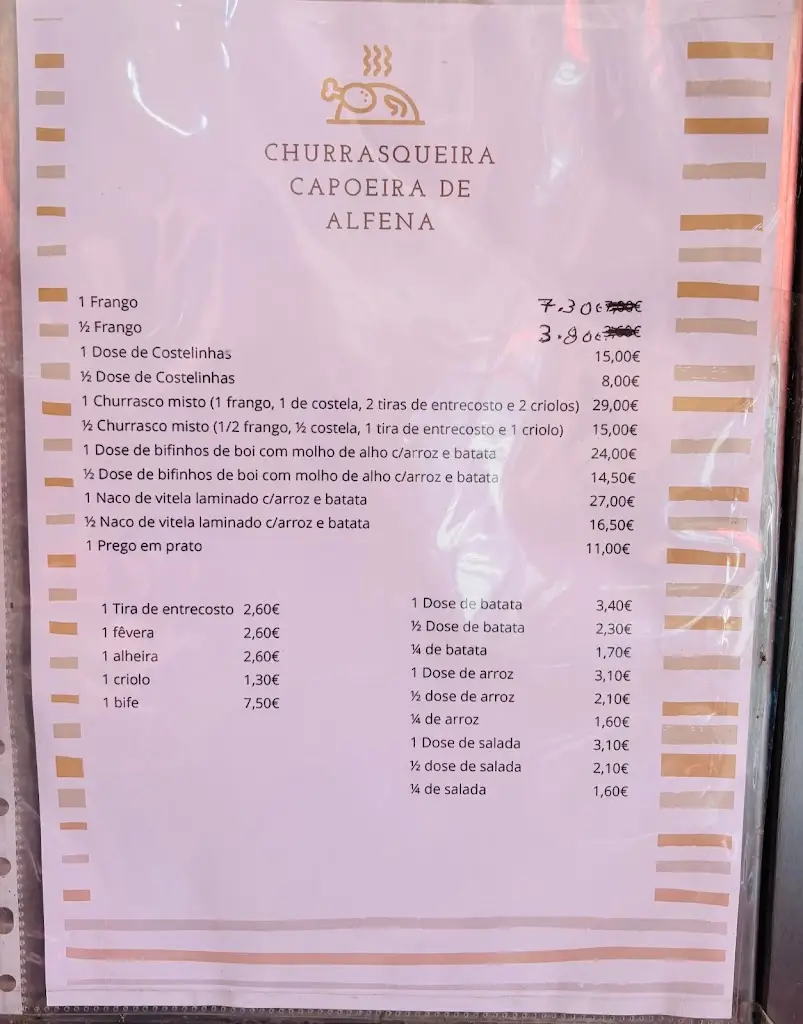 CHURRASQUEIRA
CAPOEIRA DE
ALFENA
1 Frango 7.30€ 7,00€
½ Frango 3.80€ 3,60€
1 Dose de Costelinhas 15,00€
½ Dose de Costelinhas 8,00€
1 Churrasco misto (1 frango, 1 de costela, 2 tiras de entrecosto e 2 criolos) 29,00€
½ Churrasco misto (1/2 frango, ½ costela, 1 tira de entrecosto e 1 criolo) 15,00€
1 Dose de bifinhos de boi com molho de alho c/arroz e batata 24,00€
½ Dose de bifinhos de boi com molho de alho c/arroz e batata 14,50€
1 Naco de vitela laminado c/arroz e batata 27,00€
½ Naco de vitela laminado c/arroz e batata 16,50€
1 Prego em prato 11,00€
1 Tira de entrecosto 2,60€
1 fêvera 2,60€
1 alheira 2,60€
1 criolo 1,30€
1 bife 7,50€
1 Dose de batata 3,40€
½ Dose de batata 2,30€
¼ de batata 1,70€
1 Dose de arroz 3,10€
½ dose de arroz 2,10€
¼ de arroz 1,60€
1 Dose de salada 3,10€
½ dose de salada 2,10€
¼ de salada 1,60€